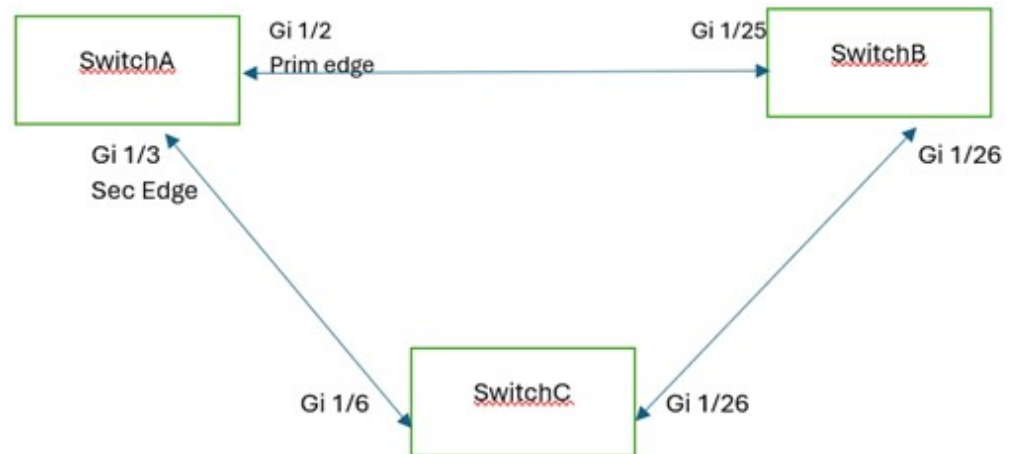 SwitchA
Gi 1/2
Prim edge
Gi 1/25
SwitchB
Gi 1/3
Sec Edge
Gi 1/26
Gi 1/6
SwitchC
Gi 1/26